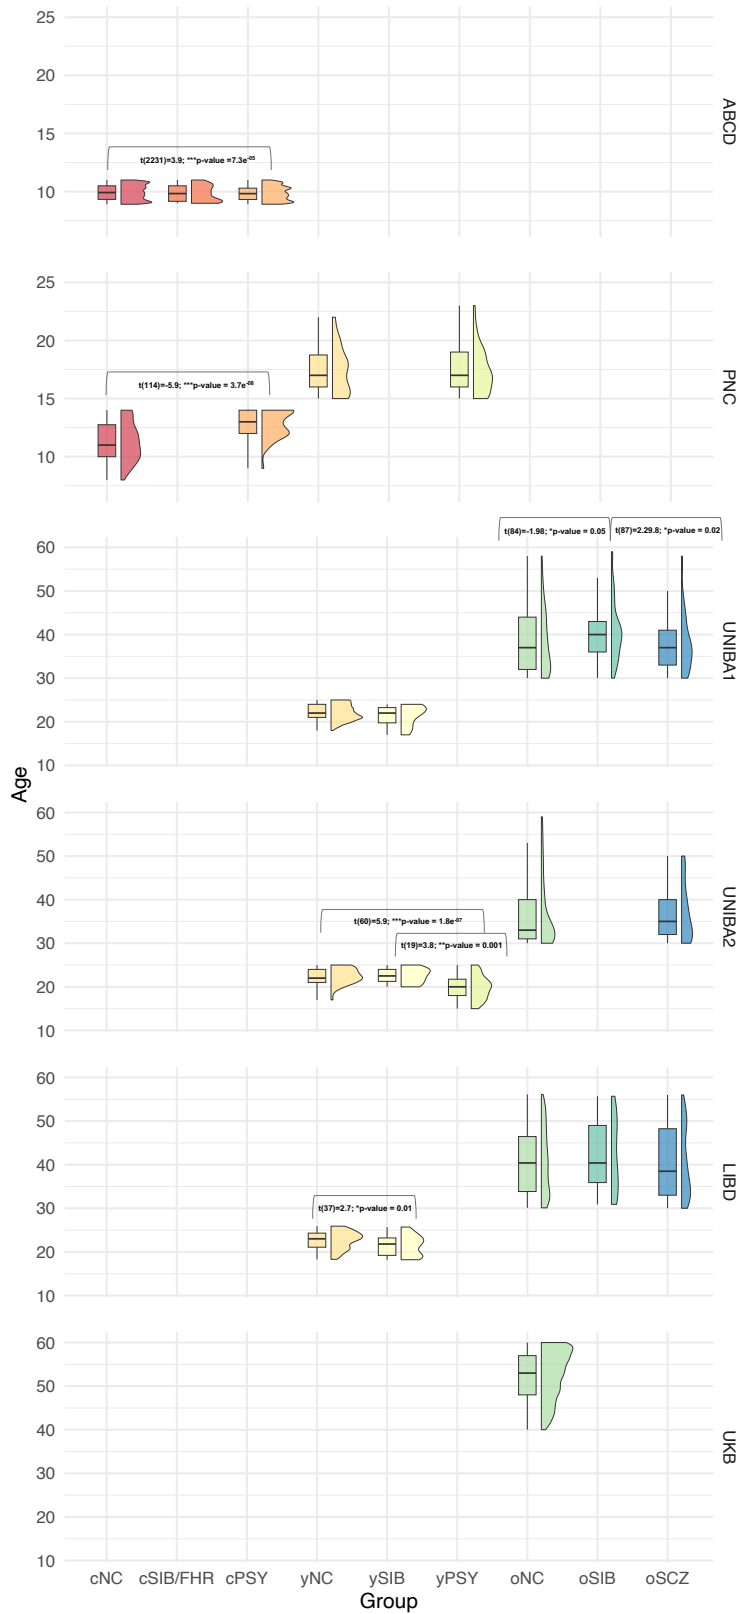 25
20
15
10
t(2231)=3.9; ***p-value =7.3e-05
ABCD
25
20
15
10
t(114)=-5.9; ***p-value = 3.7e-08
PNC
t(84)=-1.98; *p-value = 0.05
t(87)=2.29.8; *p-value = 0.02
60
50
40
30
20
10
UNIBA1
Age
60
50
40
30
20
10
t(60)=5.9; ***p-value = 1.8e-07
t(19)=3.8; **p-value = 0.001
UNIBA2
60
50
40
30
20
10
t(37)=2.7; *p-value = 0.01
LIBD
60
50
40
30
20
10
UKB
cNC cSIB/FHR cPSY yNC ySIB yPSY oNC oSIB oSCZ
Group